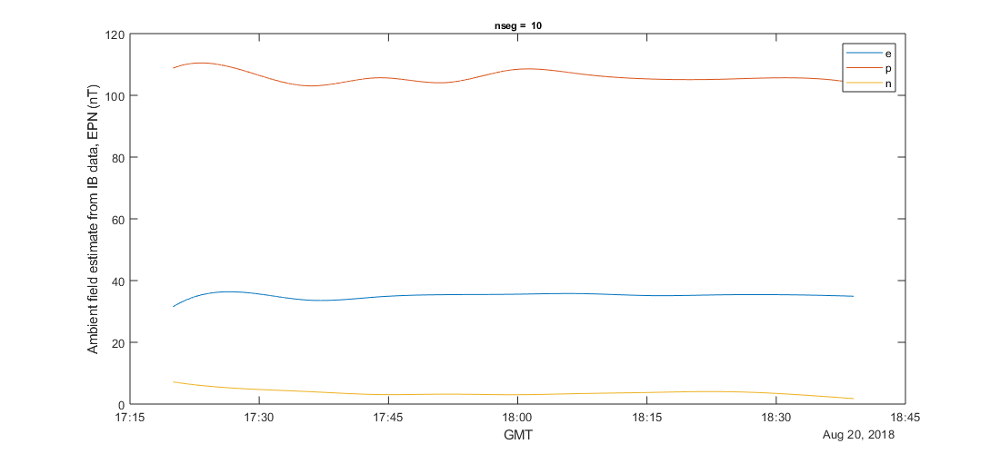 nseg = 10
120
100
80
60
40
20
0
Ambient field estimate from IB data, EPN (nT)
e
p
n
17:15 17:30 17:45 18:00 18:15 18:30 18:45
GMT
Aug 20, 2018